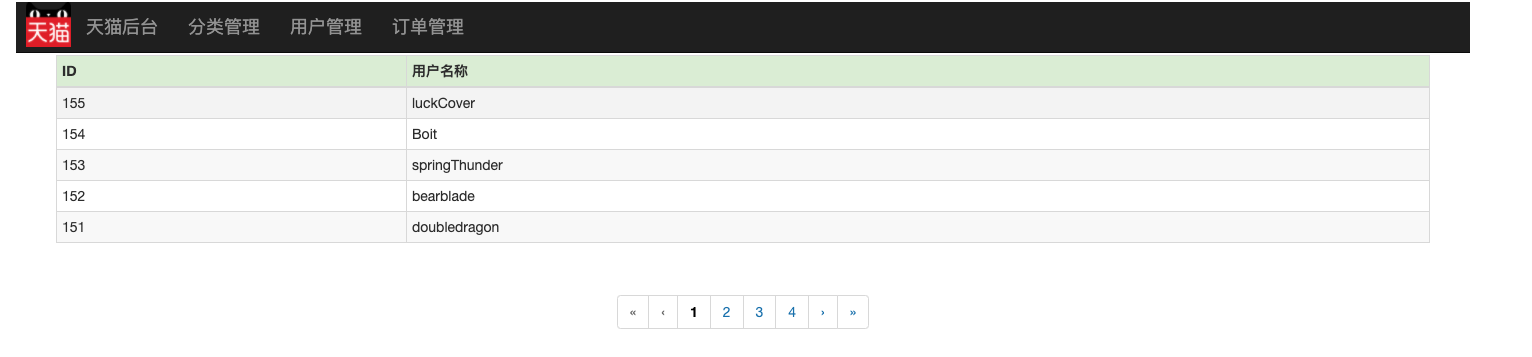 天猫 天猫后台 分类管理 用户管理 订单管理
ID 用户名称
155 luckCover
154 Boit
153 springThunder
152 bearblade
151 doubledragon
« ‹ 1 2 3 4 › »